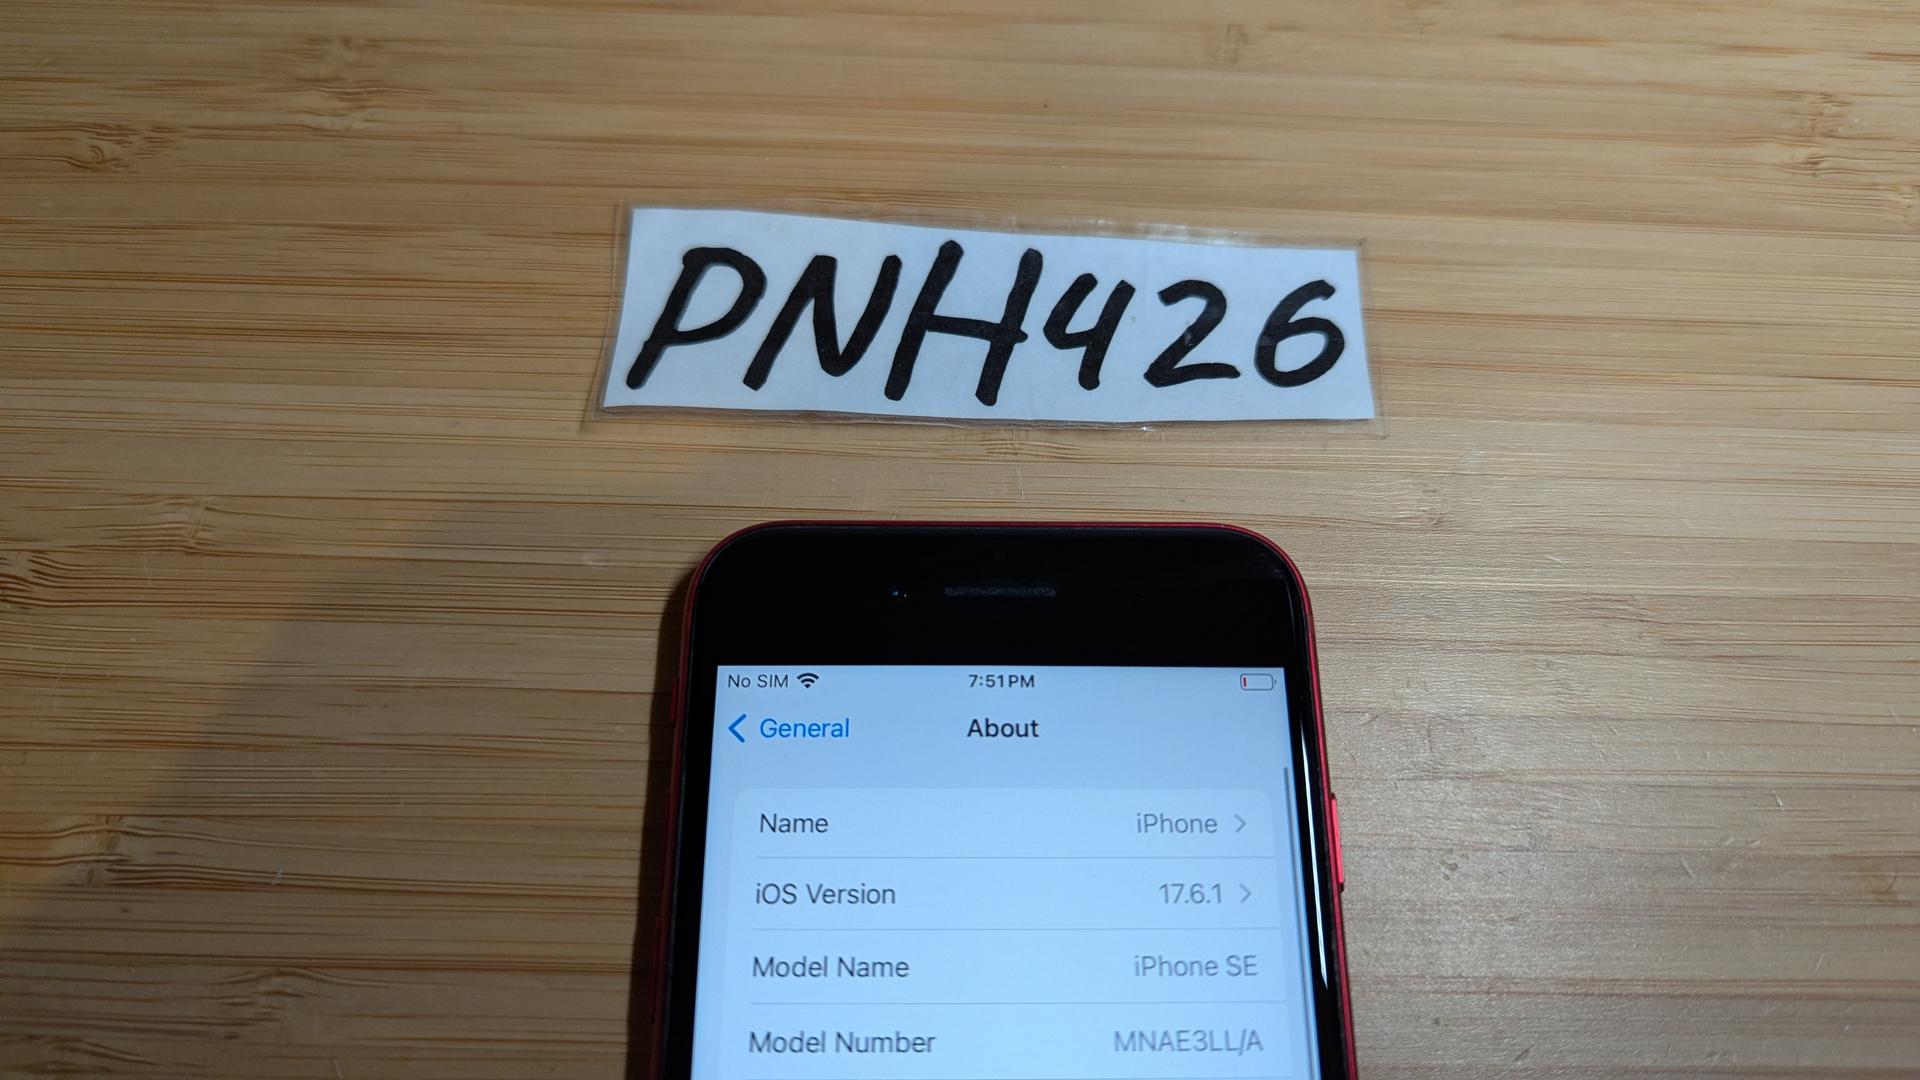 PNH426
No SIM 7:51 PM
General About
Name iPhone
iOS Version 17.6.1
Model Name iPhone SE
Model Number MNAE3LL/A